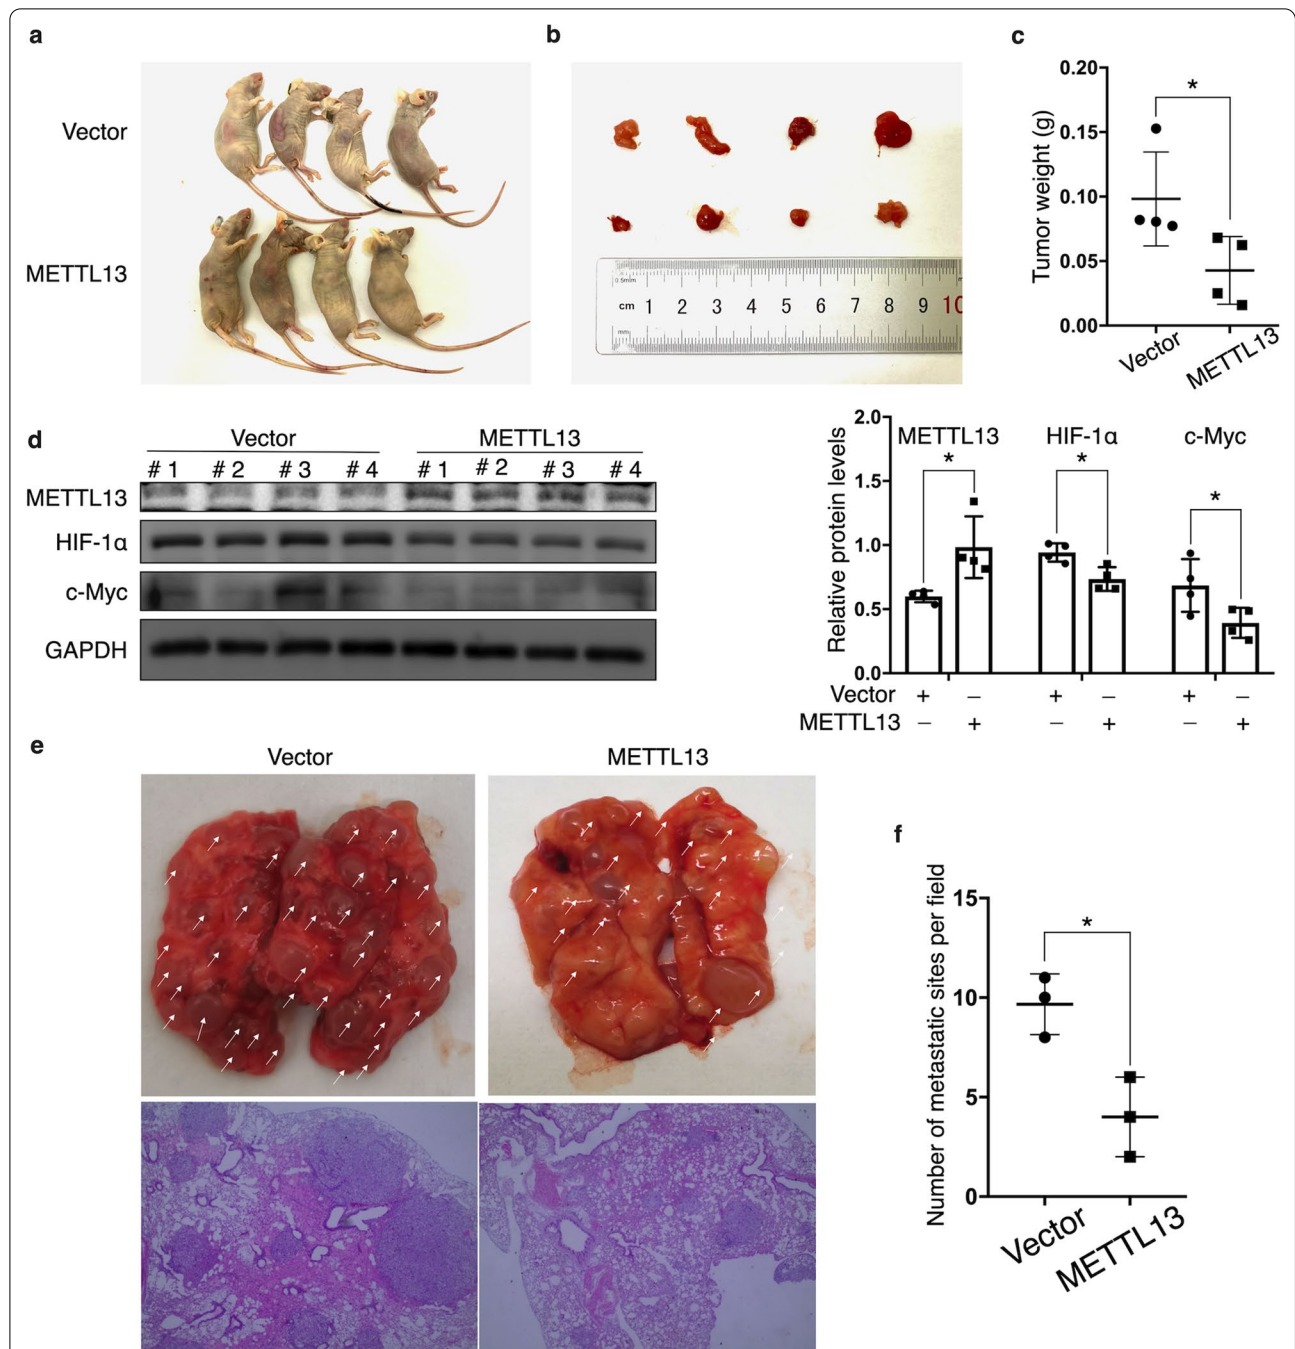 a
b
c
Vector
METTL13
0.5mm
cm 1 2 3 4 5 6 7 8 9 10
mm
Tumor weight (g)
0.20
0.15
0.10
0.05
0.00
*
Vector
METTL13
d
Vector METTL13
# 1 # 2 # 3 # 4 # 1 # 2 # 3 # 4
METTL13
HIF-1α
c-Myc
GAPDH
Relative protein levels
2.0
1.5
1.0
0.5
0.0
METTL13 HIF-1α c-Myc
* * *
Vector + − + − + −
METTL13 − + − + − +
e
Vector METTL13
f
Number of metastatic sites per field
15
10
5
0
*
Vector
METTL13